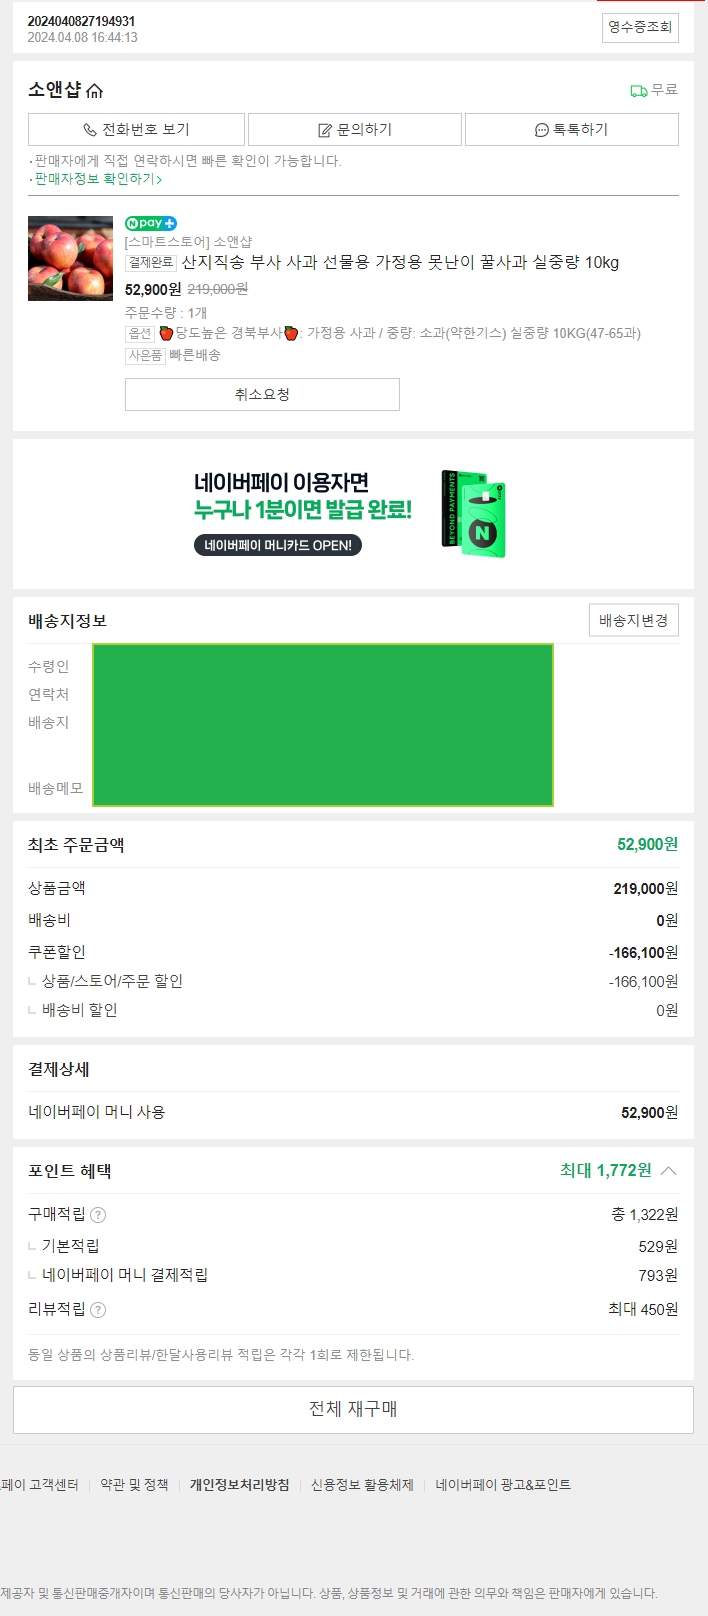 2024040827194931
2024.04.08 16:44:13
영수증조회
소앤샵
무료
전화번호 보기
문의하기
톡톡하기
·판매자에게 직접 연락하시면 빠른 확인이 가능합니다.
·판매자정보 확인하기>
N pay +
[스마트스토어] 소앤샵
결제완료 산지직송 부사 사과 선물용 가정용 못난이 꿀사과 실중량 10kg
52,900원 219,000원
주문수량 : 1개
옵션 🍎당도높은 경북부사🍎: 가정용 사과 / 중량: 소과(약한기스) 실중량 10KG(47-65과)
사은품 빠른배송
취소요청
네이버페이 이용자면
누구나 1분이면 발급 완료!
네이버페이 머니카드 OPEN!
BEYOND PAYMENTS
N
배송지정보
배송지변경
수령인
연락처
배송지
배송메모
최초 주문금액 52,900원
상품금액 219,000원
배송비 0원
쿠폰할인 -166,100원
상품/스토어/주문 할인 -166,100원
배송비 할인 0원
결제상세
네이버페이 머니 사용 52,900원
포인트 혜택 최대 1,772원
구매적립 ? 총 1,322원
기본적립 529원
네이버페이 머니 결제적립 793원
리뷰적립 ? 최대 450원
동일 상품의 상품리뷰/한달사용리뷰 적립은 각각 1회로 제한됩니다.
전체 재구매
페이 고객센터 | 약관 및 정책 | 개인정보처리방침 | 신용정보 활용체제 | 네이버페이 광고&포인트
제공자 및 통신판매중개자이며 통신판매의 당사자가 아닙니다. 상품, 상품정보 및 거래에 관한 의무와 책임은 판매자에게 있습니다.